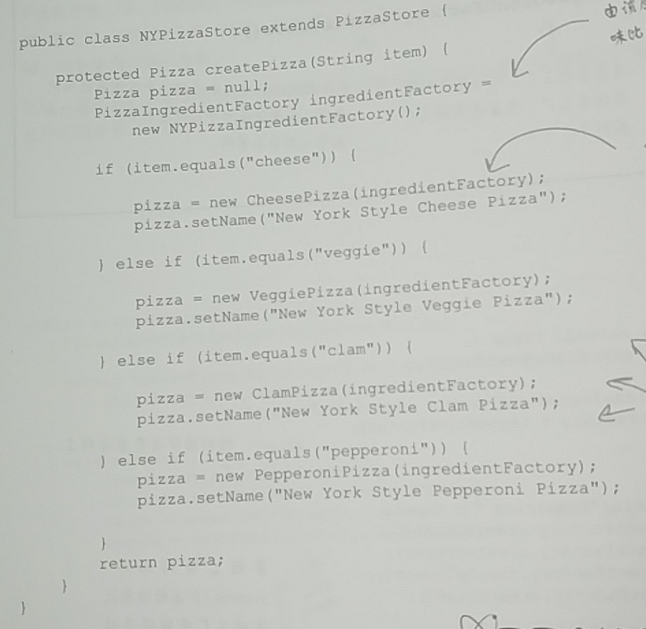 public class NYPizzaStore extends PizzaStore {
由该
味比
protected Pizza createPizza(String item) {
Pizza pizza = null;
PizzaIngredientFactory ingredientFactory =
new NYPizzaIngredientFactory();
if (item.equals("cheese")) {
pizza = new CheesePizza(ingredientFactory);
pizza.setName("New York Style Cheese Pizza");
} else if (item.equals("veggie")) {
pizza = new VeggiePizza(ingredientFactory);
pizza.setName("New York Style Veggie Pizza");
} else if (item.equals("clam")) {
pizza = new ClamPizza(ingredientFactory);
pizza.setName("New York Style Clam Pizza");
} else if (item.equals("pepperoni")) {
pizza = new PepperoniPizza(ingredientFactory);
pizza.setName("New York Style Pepperoni Pizza");
}
return pizza;
}
}